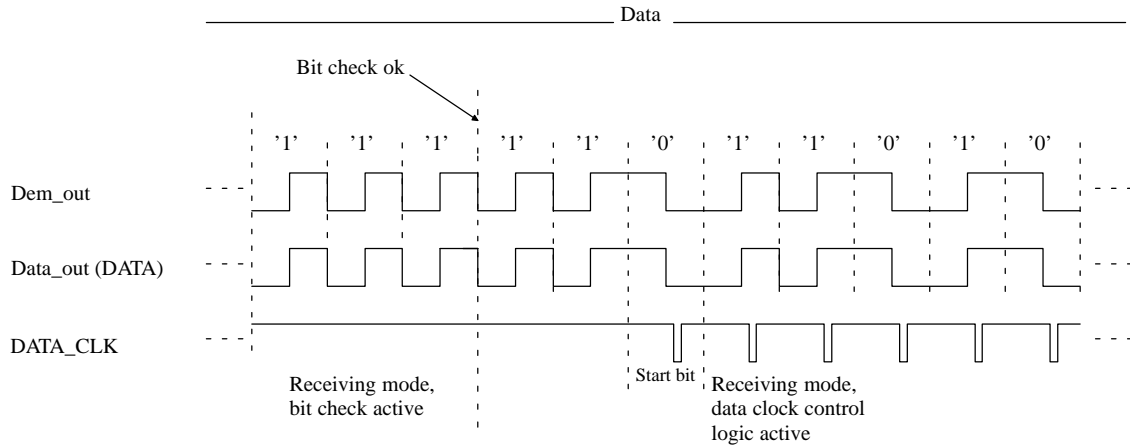 Data
Bit check ok
’1’ ’1’ ’1’ ’1’ ’1’ ’0’ ’1’ ’1’ ’0’ ’1’ ’0’
Dem_out
Data_out (DATA)
DATA_CLK
Start bit
Receiving mode,
bit check active
Receiving mode,
data clock control
logic active